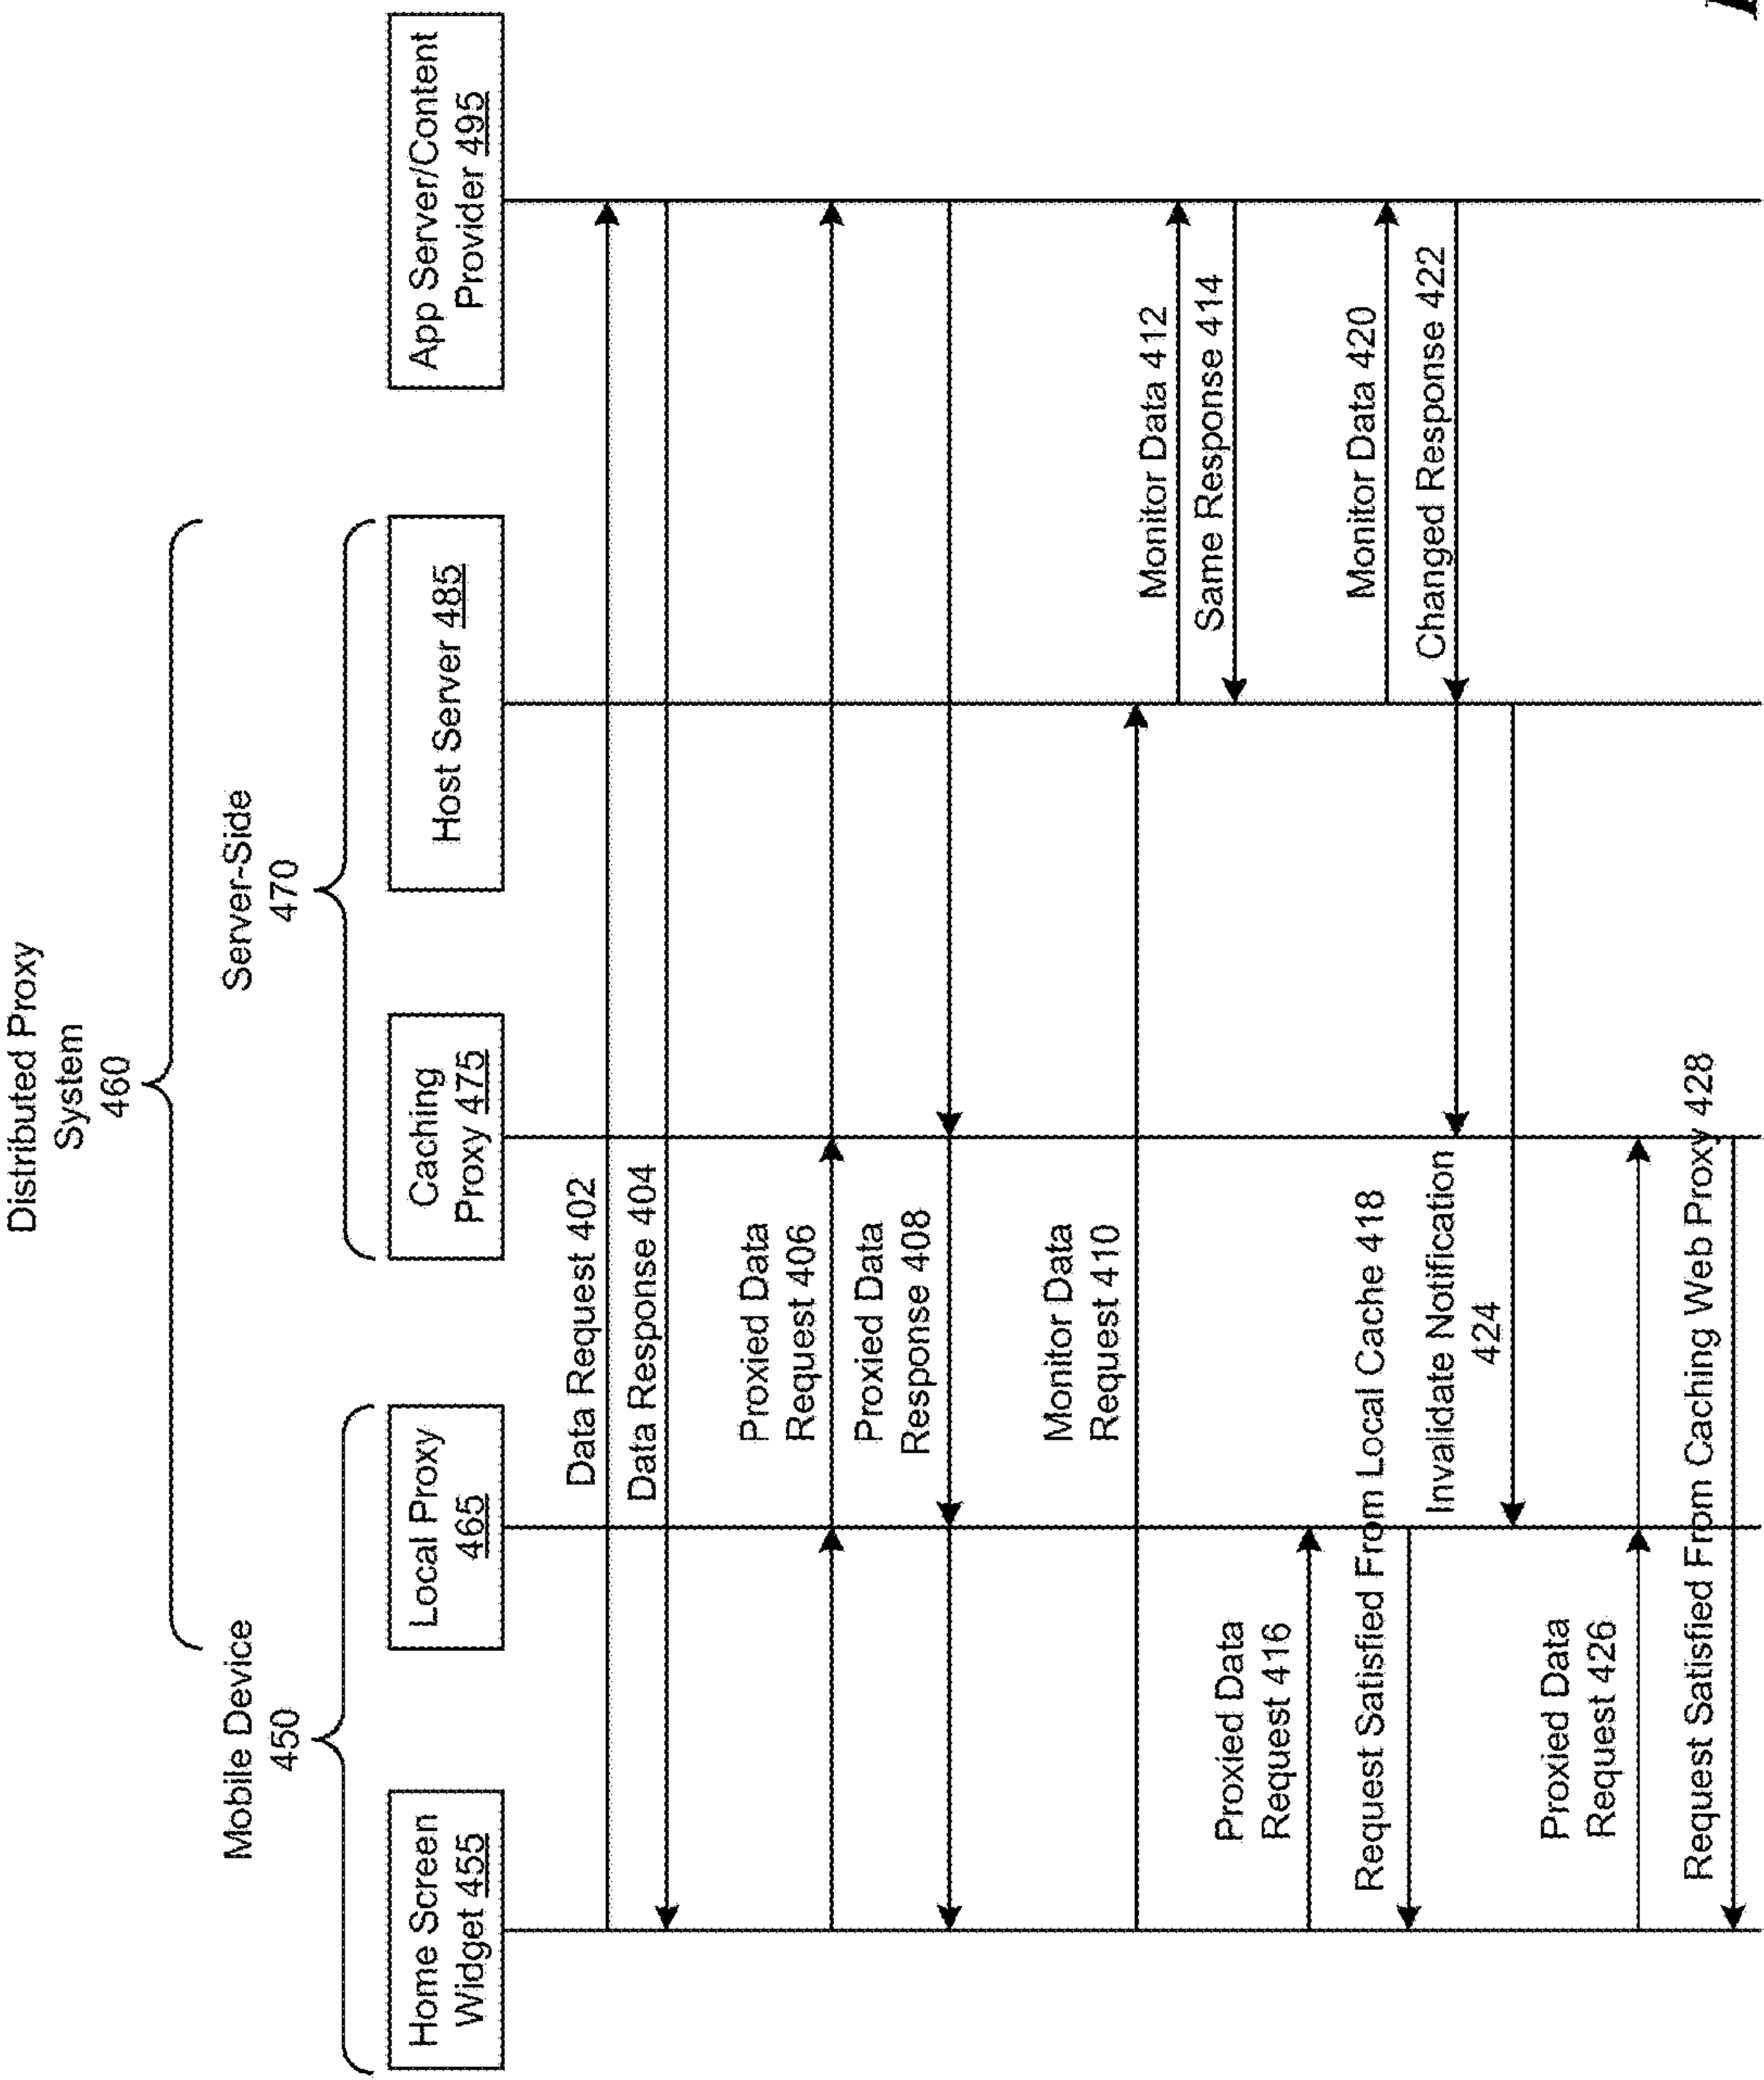 Distributed Proxy
System
460
Mobile Device
450
Server-Side
470
Home Screen
Widget 455
Local Proxy
465
Caching
Proxy 475
Host Server 485
App Server/Content
Provider 495
Data Request 402
Data Response 404
Proxied Data
Request 406
Proxied Data
Response 408
Monitor Data
Request 410
Monitor Data 412
Same Response 414
Proxied Data
Request 416
Request Satisfied From Local Cache 418
Monitor Data 420
Changed Response 422
Invalidate Notification
424
Proxied Data
Request 426
Request Satisfied From Caching Web Proxy 428